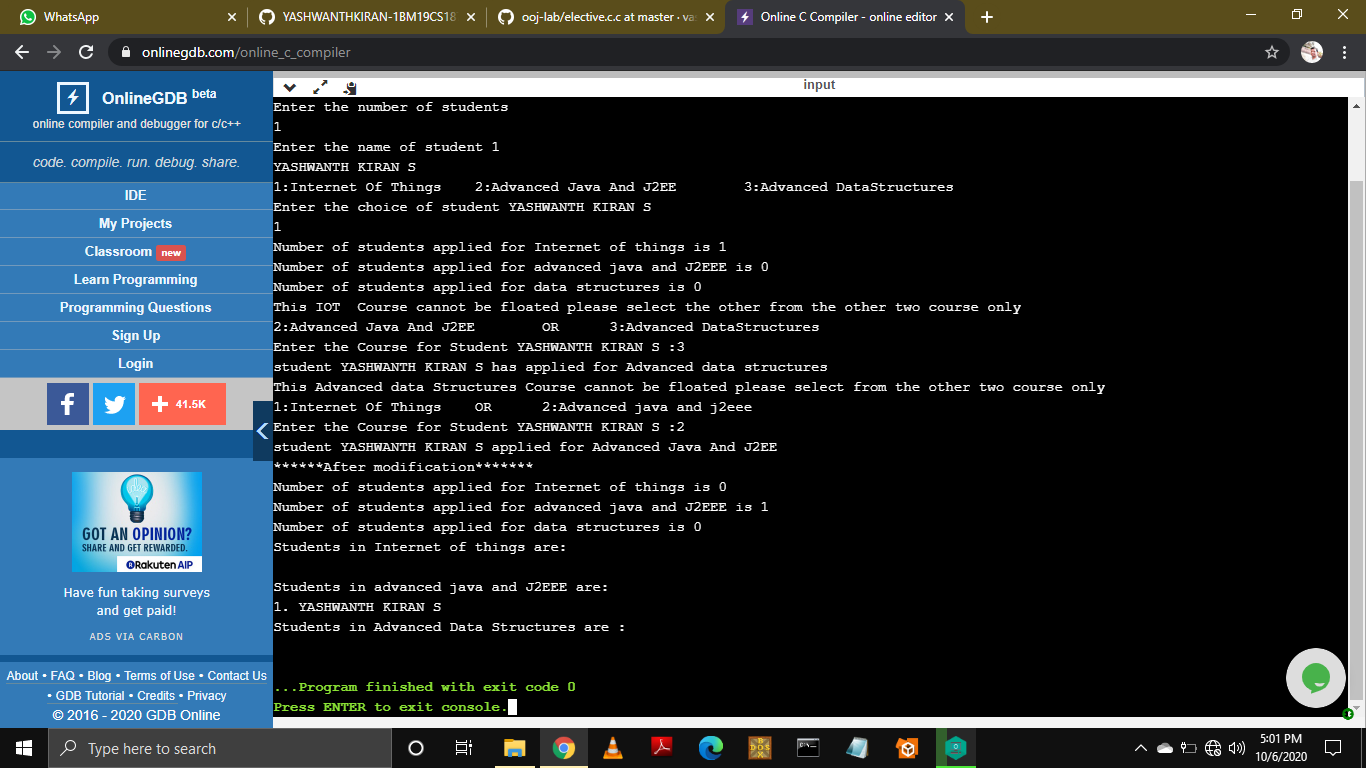 WhatsApp
YASHWANTHKIRAN-1BM19CS18
ooj-lab/elective.c.c at master · va
Online C Compiler - online editor
onlinegdb.com/online_c_compiler
OnlineGDB beta
online compiler and debugger for c/c++
code. compile. run. debug. share.
IDE
My Projects
Classroom new
Learn Programming
Programming Questions
Sign Up
Login
41.5K
GOT AN OPINION?
SHARE AND GET REWARDED.
Rakuten AIP
Have fun taking surveys
and get paid!
ADS VIA CARBON
About • FAQ • Blog • Terms of Use • Contact Us
• GDB Tutorial • Credits • Privacy
© 2016 - 2020 GDB Online
input
Enter the number of students
1
Enter the name of student 1
YASHWANTH KIRAN S
1:Internet Of Things    2:Advanced Java And J2EE        3:Advanced DataStructures
Enter the choice of student YASHWANTH KIRAN S
1
Number of students applied for Internet of things is 1
Number of students applied for advanced java and J2EEE is 0
Number of students applied for data structures is 0
This IOT  Course cannot be floated please select the other from the other two course only
2:Advanced Java And J2EE        OR      3:Advanced DataStructures
Enter the Course for Student YASHWANTH KIRAN S :3
student YASHWANTH KIRAN S has applied for Advanced data structures
This Advanced data Structures Course cannot be floated please select from the other two course only
1:Internet Of Things    OR      2:Advanced java and j2eee
Enter the Course for Student YASHWANTH KIRAN S :2
student YASHWANTH KIRAN S applied for Advanced Java And J2EE
******After modification*******
Number of students applied for Internet of things is 0
Number of students applied for advanced java and J2EEE is 1
Number of students applied for data structures is 0
Students in Internet of things are:
Students in advanced java and J2EEE are:
1. YASHWANTH KIRAN S
Students in Advanced Data Structures are :
...Program finished with exit code 0
Press ENTER to exit console.
Type here to search
DOS
5:01 PM
10/6/2020